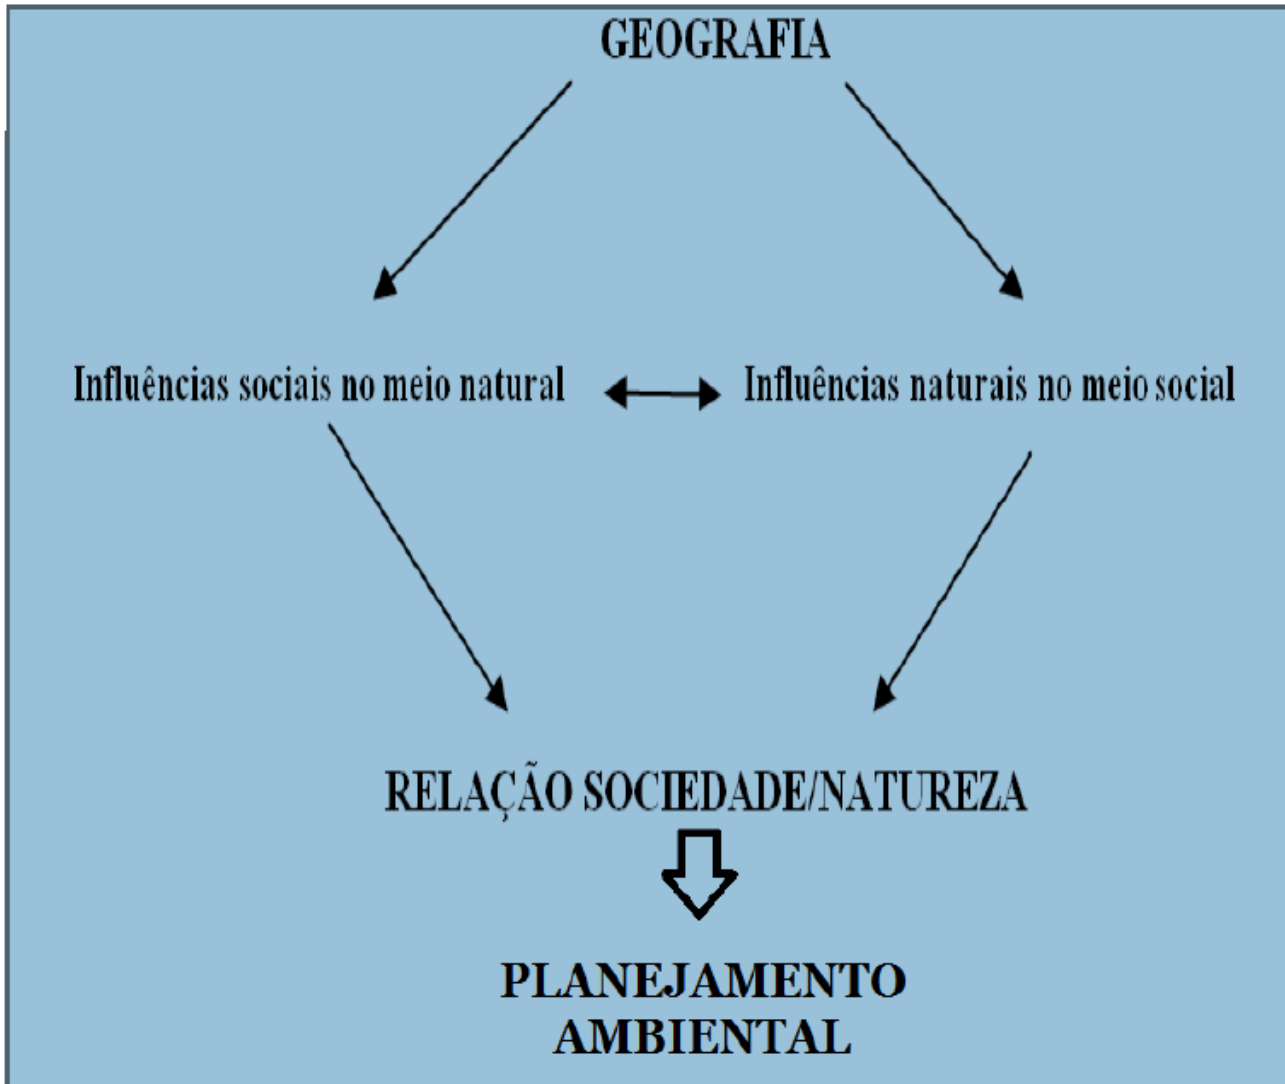 GEOGRAFIA
Influências sociais no meio natural
Influências naturais no meio social
RELAÇÃO SOCIEDADE/NATUREZA
PLANEJAMENTO
AMBIENTAL